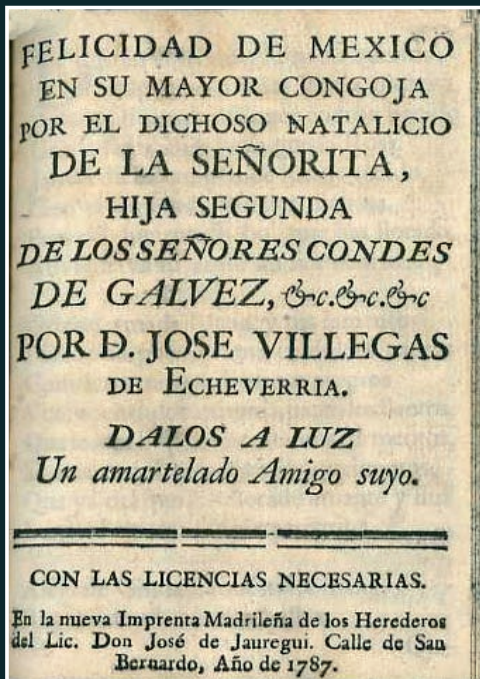 FELICIDAD DE MEXICO
EN SU MAYOR CONGOJA
POR EL DICHOSO NATALICIO
DE LA SEÑORITA,
HIJA SEGUNDA
DE LOS SEÑORES CONDES
DE GALVEZ, &c.&c.&c
POR D. JOSE VILLEGAS
DE ECHEVERRIA.
DALOS A LUZ
Un amartelado Amigo suyo.
CON LAS LICENCIAS NECESARIAS.
En la nueva Imprenta Madrileña de los Herederos
del Lic. Don José de Jauregui. Calle de San
Bernardo, Año de 1787.